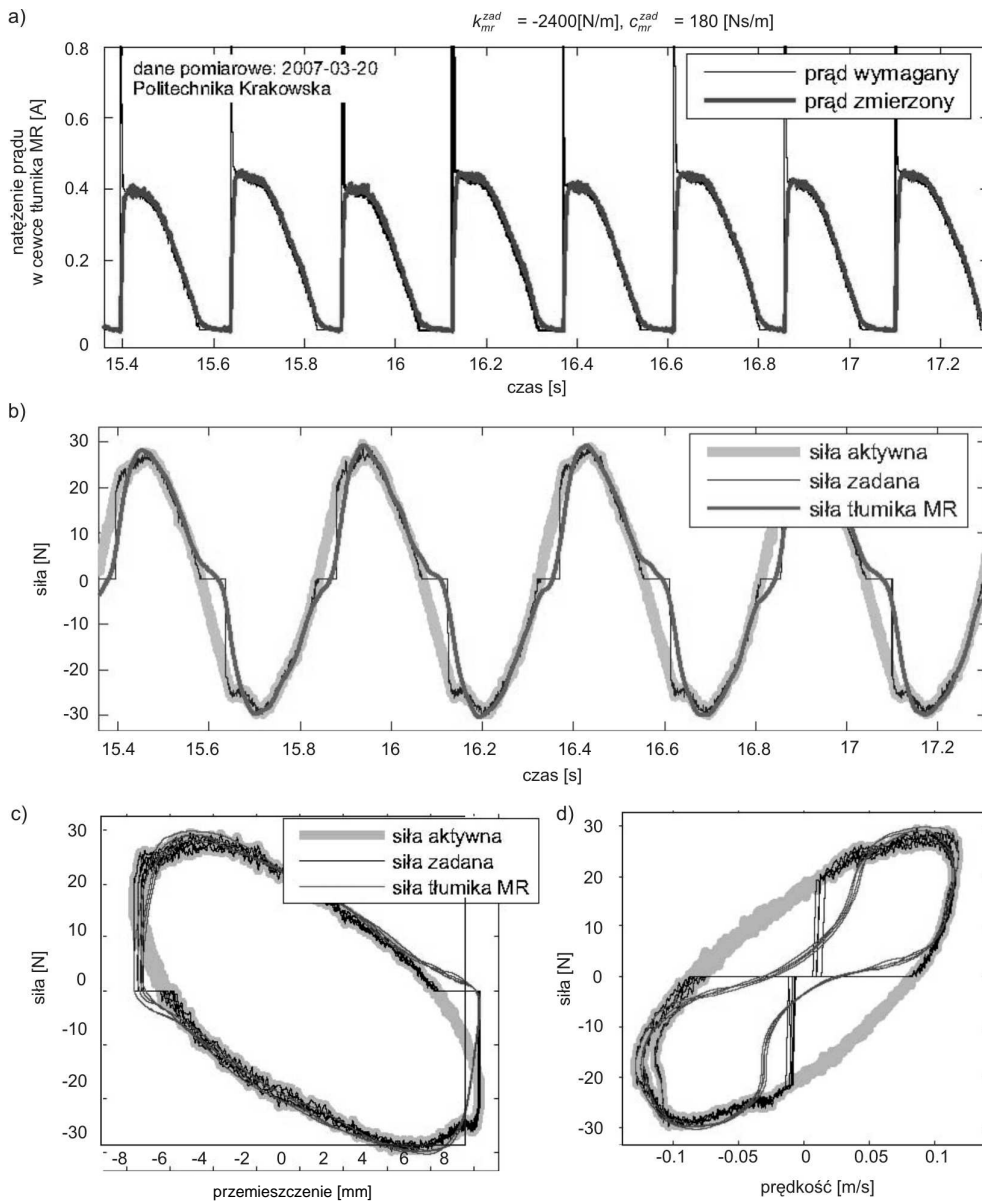 a)
k_mr^zad = -2400[N/m], c_mr^zad = 180 [Ns/m]
natężenie prądu
w cewce tłumika MR [A]
0.8
0.6
0.4
0.2
0
dane pomiarowe: 2007-03-20
Politechnika Krakowska
prąd wymagany
prąd zmierzony
15.4 15.6 15.8 16 16.2 16.4 16.6 16.8 17 17.2
czas [s]
b)
siła [N]
30
20
10
0
-10
-20
-30
siła aktywna
siła zadana
siła tłumika MR
15.4 15.6 15.8 16 16.2 16.4 16.6 16.8 17 17.2
czas [s]
c)
siła [N]
30
20
10
0
-10
-20
-30
siła aktywna
siła zadana
siła tłumika MR
-8 -6 -4 -2 0 2 4 6 8
przemieszczenie [mm]
d)
siła [N]
30
20
10
0
-10
-20
-30
-0.1 -0.05 0 0.05 0.1
prędkość [m/s]